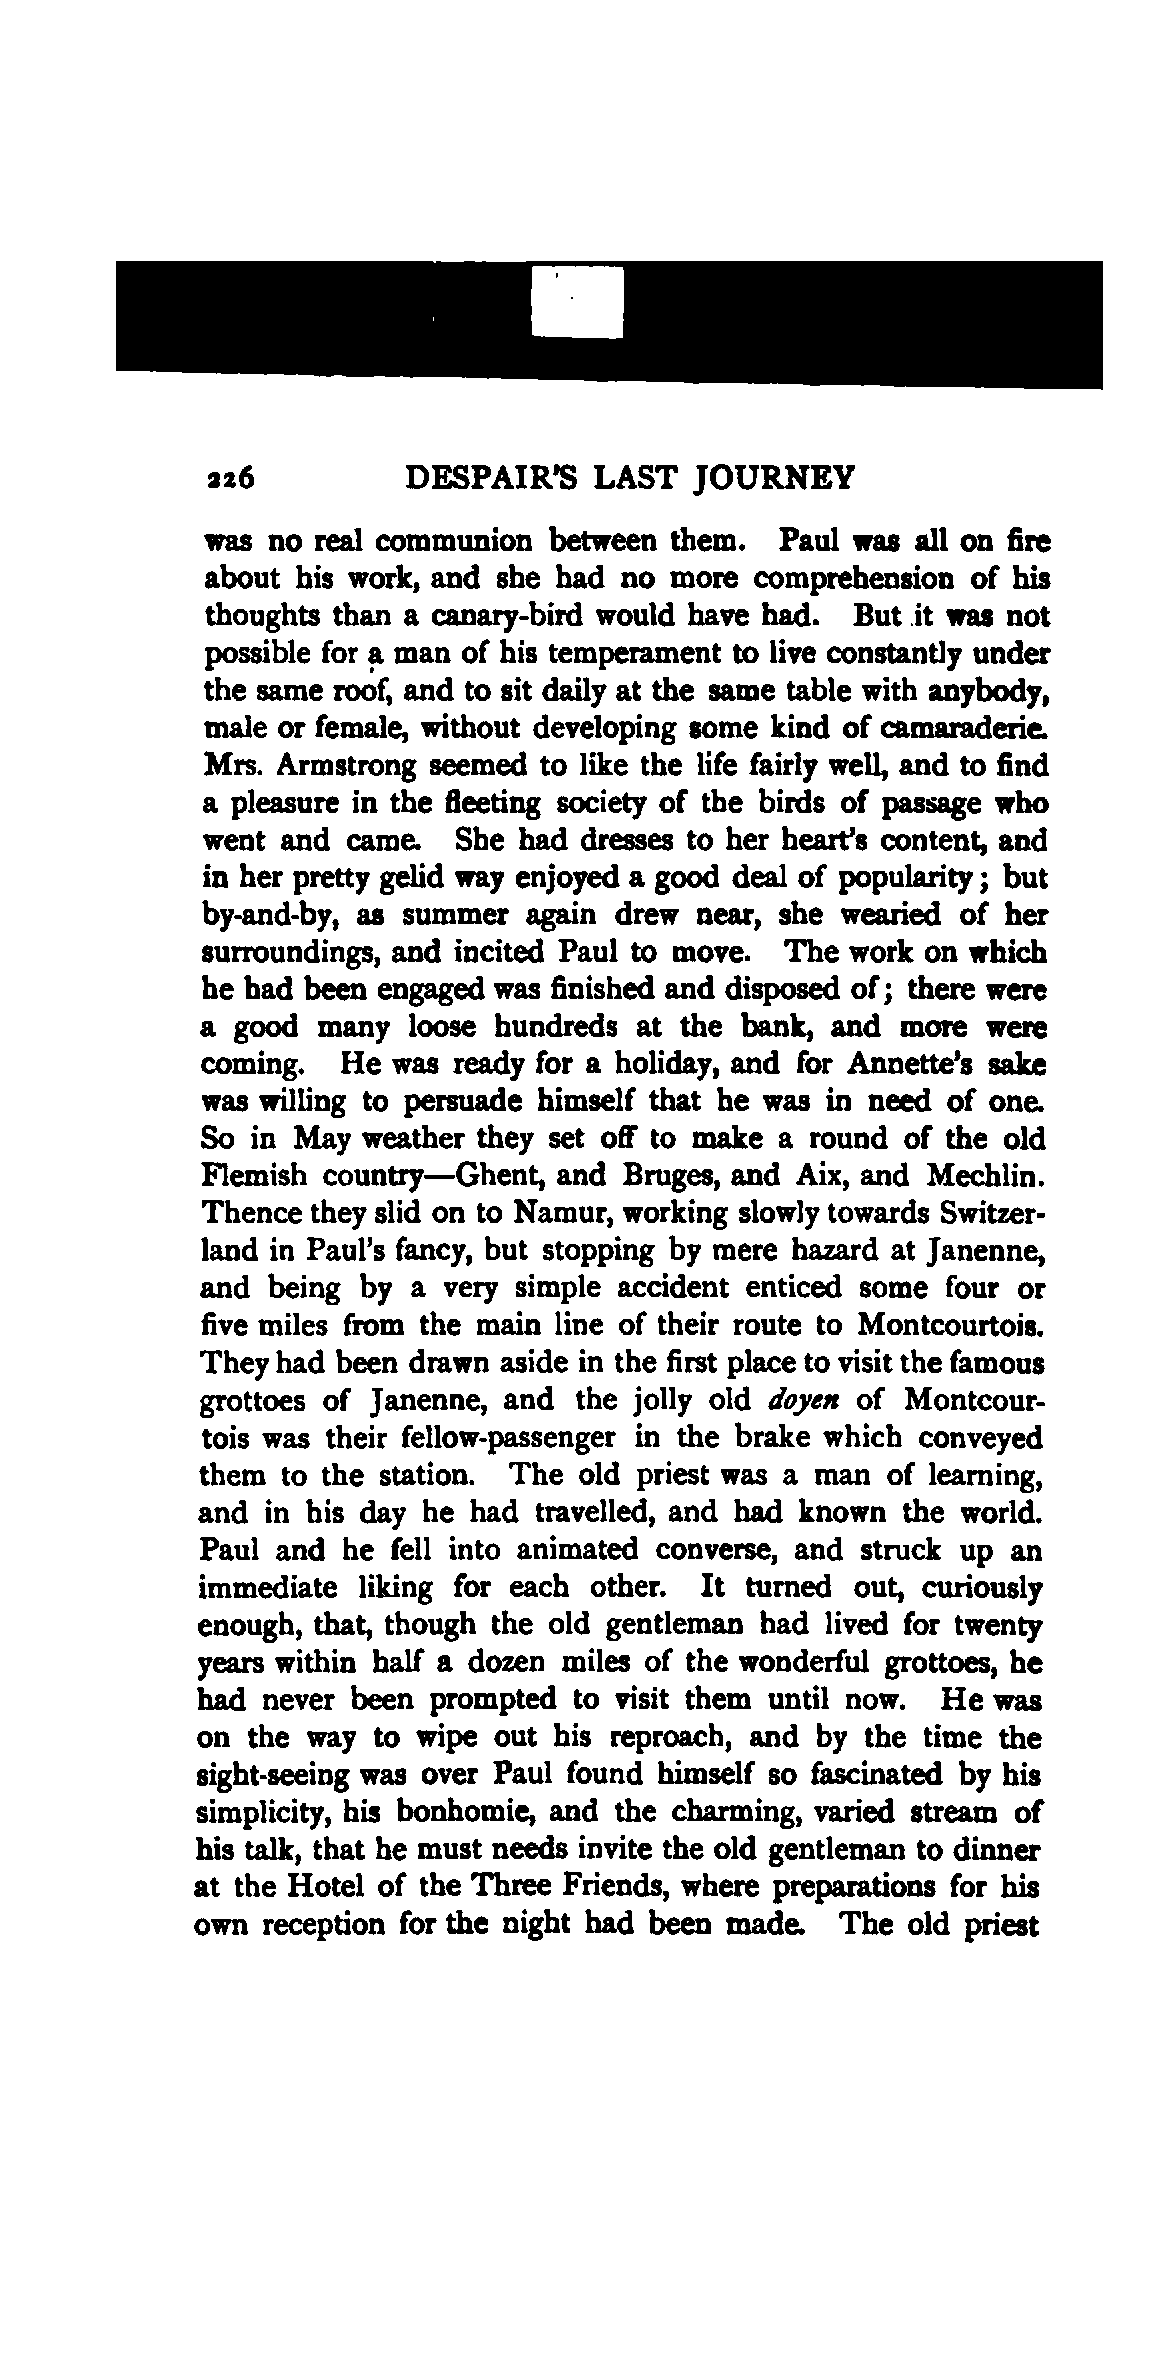 226 DESPAIR'S LAST JOURNEY
was no real communion between them. Paul was all on fire
about his work, and she had no more comprehension of his
thoughts than a canary-bird would have had. But it was not
possible for a man of his temperament to live constantly under
the same roof, and to sit daily at the same table with anybody,
male or female, without developing some kind of camaraderie.
Mrs. Armstrong seemed to like the life fairly well, and to find
a pleasure in the fleeting society of the birds of passage who
went and came. She had dresses to her heart's content, and
in her pretty gelid way enjoyed a good deal of popularity; but
by-and-by, as summer again drew near, she wearied of her
surroundings, and incited Paul to move. The work on which
he had been engaged was finished and disposed of; there were
a good many loose hundreds at the bank, and more were
coming. He was ready for a holiday, and for Annette's sake
was willing to persuade himself that he was in need of one.
So in May weather they set off to make a round of the old
Flemish country—Ghent, and Bruges, and Aix, and Mechlin.
Thence they slid on to Namur, working slowly towards Switzer-
land in Paul's fancy, but stopping by mere hazard at Janenne,
and being by a very simple accident enticed some four or
five miles from the main line of their route to Montcourtois.
They had been drawn aside in the first place to visit the famous
grottoes of Janenne, and the jolly old doyen of Montcour-
tois was their fellow-passenger in the brake which conveyed
them to the station. The old priest was a man of learning,
and in his day he had travelled, and had known the world.
Paul and he fell into animated converse, and struck up an
immediate liking for each other. It turned out, curiously
enough, that, though the old gentleman had lived for twenty
years within half a dozen miles of the wonderful grottoes, he
had never been prompted to visit them until now. He was
on the way to wipe out his reproach, and by the time the
sight-seeing was over Paul found himself so fascinated by his
simplicity, his bonhomie, and the charming, varied stream of
his talk, that he must needs invite the old gentleman to dinner
at the Hotel of the Three Friends, where preparations for his
own reception for the night had been made. The old priest